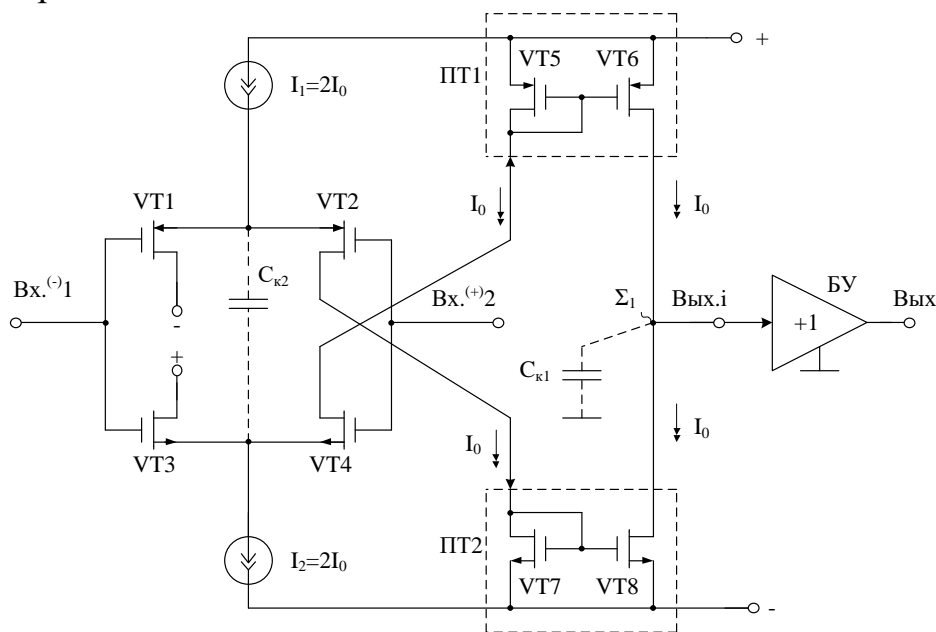 +
VT5
VT6
ПТ1
I₁=2I₀
VT1
VT2
I₀
I₀
Cк2
Вх.⁽⁻⁾1
Вх.⁽⁺⁾2
-
+
Σ₁
Вых.i
БУ
+1
Вых
Cк1
VT3
VT4
I₀
I₀
I₂=2I₀
ПТ2
VT7
VT8
-